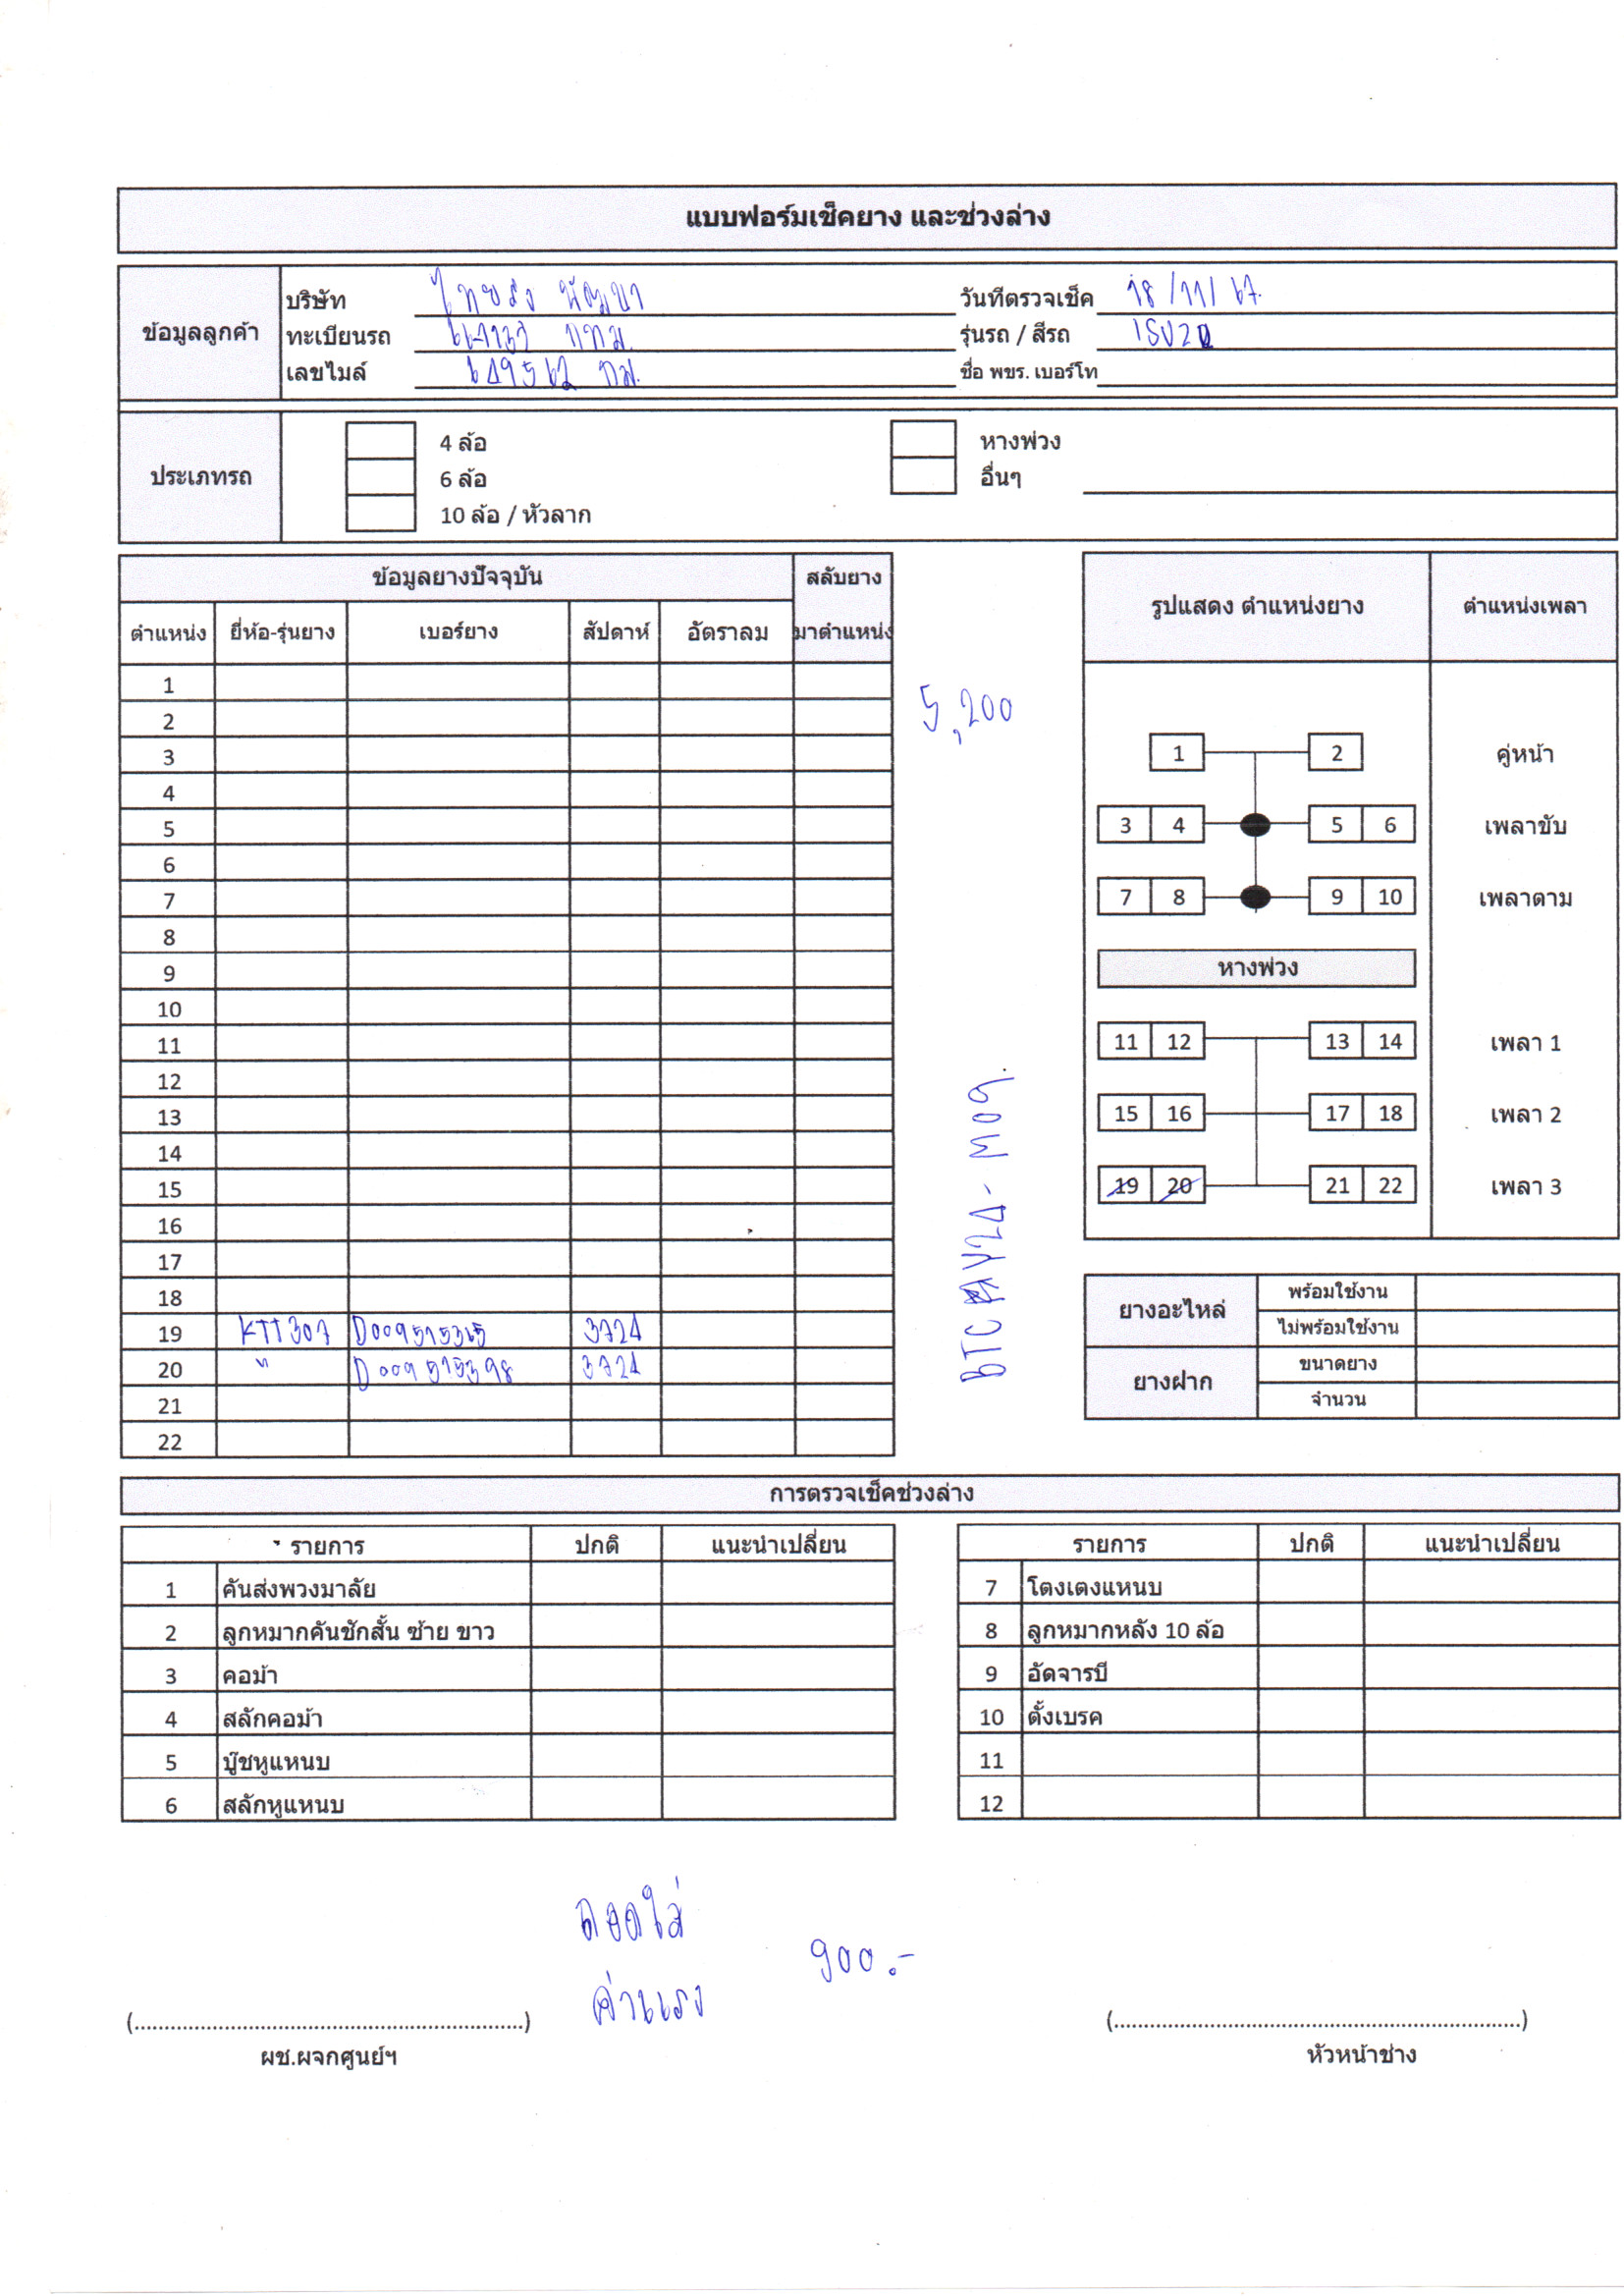 แบบฟอร์มเช็คยาง และช่วงล่าง
ข้อมูลลูกค้า
บริษัท ไทยรุ่ง พัฒนา วันที่ตรวจเช็ค 18/11/67.
ทะเบียนรถ กทม. รุ่นรถ / สีรถ ISUZU
เลขไมล์ 649562 กม. ชื่อ พขร. เบอร์โท
ประเภทรถ
4 ล้อ หางพ่วง
6 ล้อ อื่นๆ
10 ล้อ / หัวลาก
ข้อมูลยางปัจจุบัน สลับยาง
ตำแหน่ง ยี่ห้อ-รุ่นยาง เบอร์ยาง สัปดาห์ อัตราลม มาตำแหน่ง
1
2
3
4
5
6
7
8
9
10
11
12
13
14
15
16
17
18
19 KTT307 D009515365 3724
20 " D009515398 3724
21
22
5,200
รูปแสดง ตำแหน่งยาง ตำแหน่งเพลา
1 2 คู่หน้า
3 4 5 6 เพลาขับ
7 8 9 10 เพลาตาม
หางพ่วง
11 12 13 14 เพลา 1
15 16 17 18 เพลา 2
19 20 21 22 เพลา 3
ยางอะไหล่ พร้อมใช้งาน
ไม่พร้อมใช้งาน
ยางฝาก ขนาดยาง
จำนวน
การตรวจเช็คช่วงล่าง
รายการ ปกติ แนะนำเปลี่ยน รายการ ปกติ แนะนำเปลี่ยน
1 คันส่งพวงมาลัย 7 โตงเตงแหนบ
2 ลูกหมากคันชักสั้น ซ้าย ขาว 8 ลูกหมากหลัง 10 ล้อ
3 คอม้า 9 อัดจารบี
4 สลักคอม้า 10 ตั้งเบรค
5 บู๊ชหูแหนบ 11
6 สลักหูแหนบ 12
ถอดใส่
900.-
ค่าแรง
(................................................................) (...................................................................)
ผช.ผจกศูนย์ฯ หัวหน้าช่าง